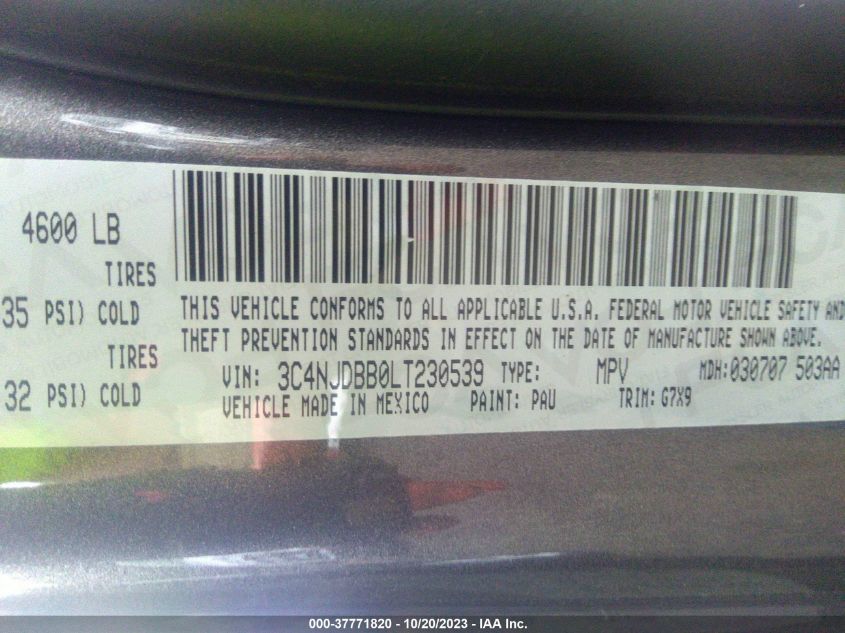 4600 LB
TIRES
35 PSI) COLD
TIRES
32 PSI) COLD
THIS VEHICLE CONFORMS TO ALL APPLICABLE U.S.A. FEDERAL MOTOR VEHICLE SAFETY AND
THEFT PREVENTION STANDARDS IN EFFECT ON THE DATE OF MANUFACTURE SHOWN ABOVE.
VIN: 3C4NJDBB0LT230539 TYPE: MPV MDH:030707 503AA
VEHICLE MADE IN MEXICO PAINT: PAU TRIM: G7X9
000-37771820 - 10/20/2023 - IAA Inc.